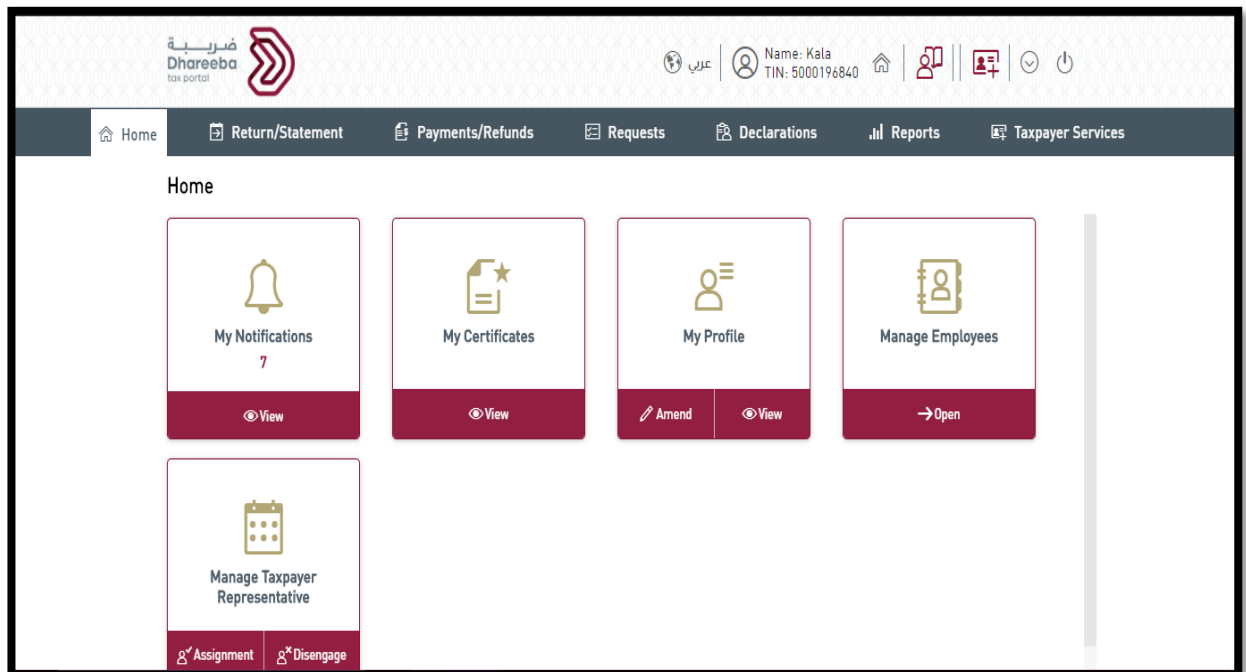 ضريبة
Dhareeba
tax portal
عربي
Name: Kala
TIN: 5000196840
Home
Return/Statement
Payments/Refunds
Requests
Declarations
Reports
Taxpayer Services
Home
My Notifications
7
View
My Certificates
View
My Profile
Amend
View
Manage Employees
Open
Manage Taxpayer
Representative
Assignment
Disengage